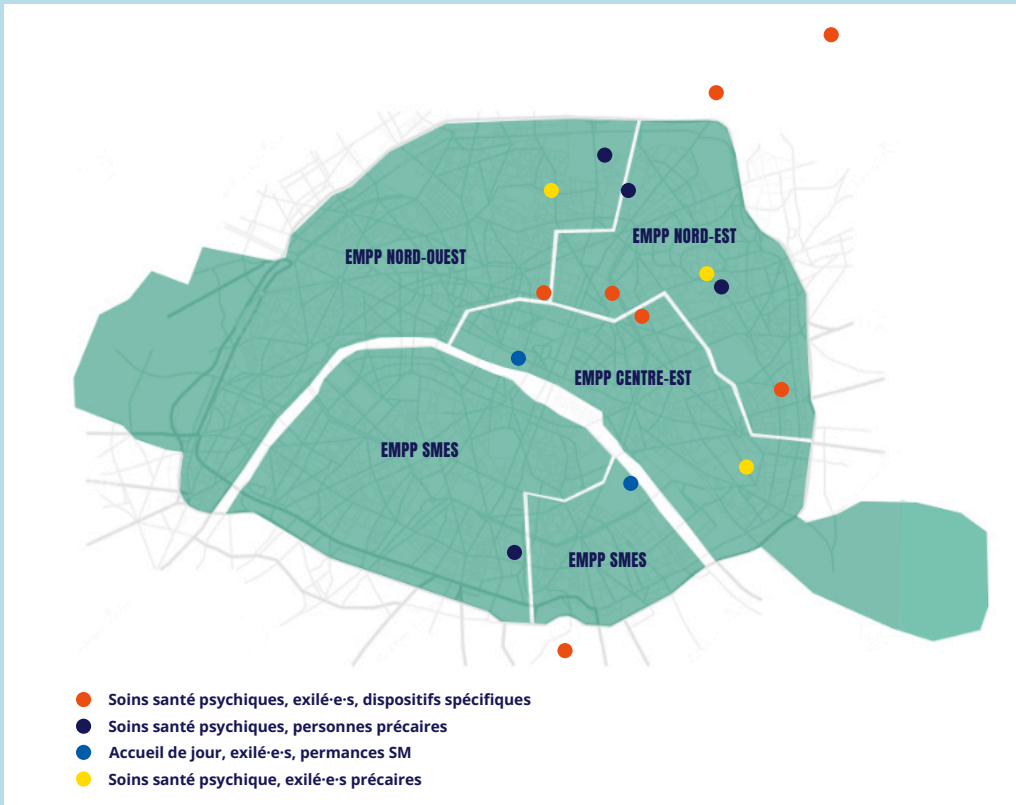 EMPP NORD-EST
EMPP NORD-OUEST
EMPP CENTRE-EST
EMPP SMES
EMPP SMES
Soins santé psychiques, exilé·e·s, dispositifs spécifiques
Soins santé psychiques, personnes précaires
Accueil de jour, exilé·e·s, permances SM
Soins santé psychique, exilé·e·s précaires